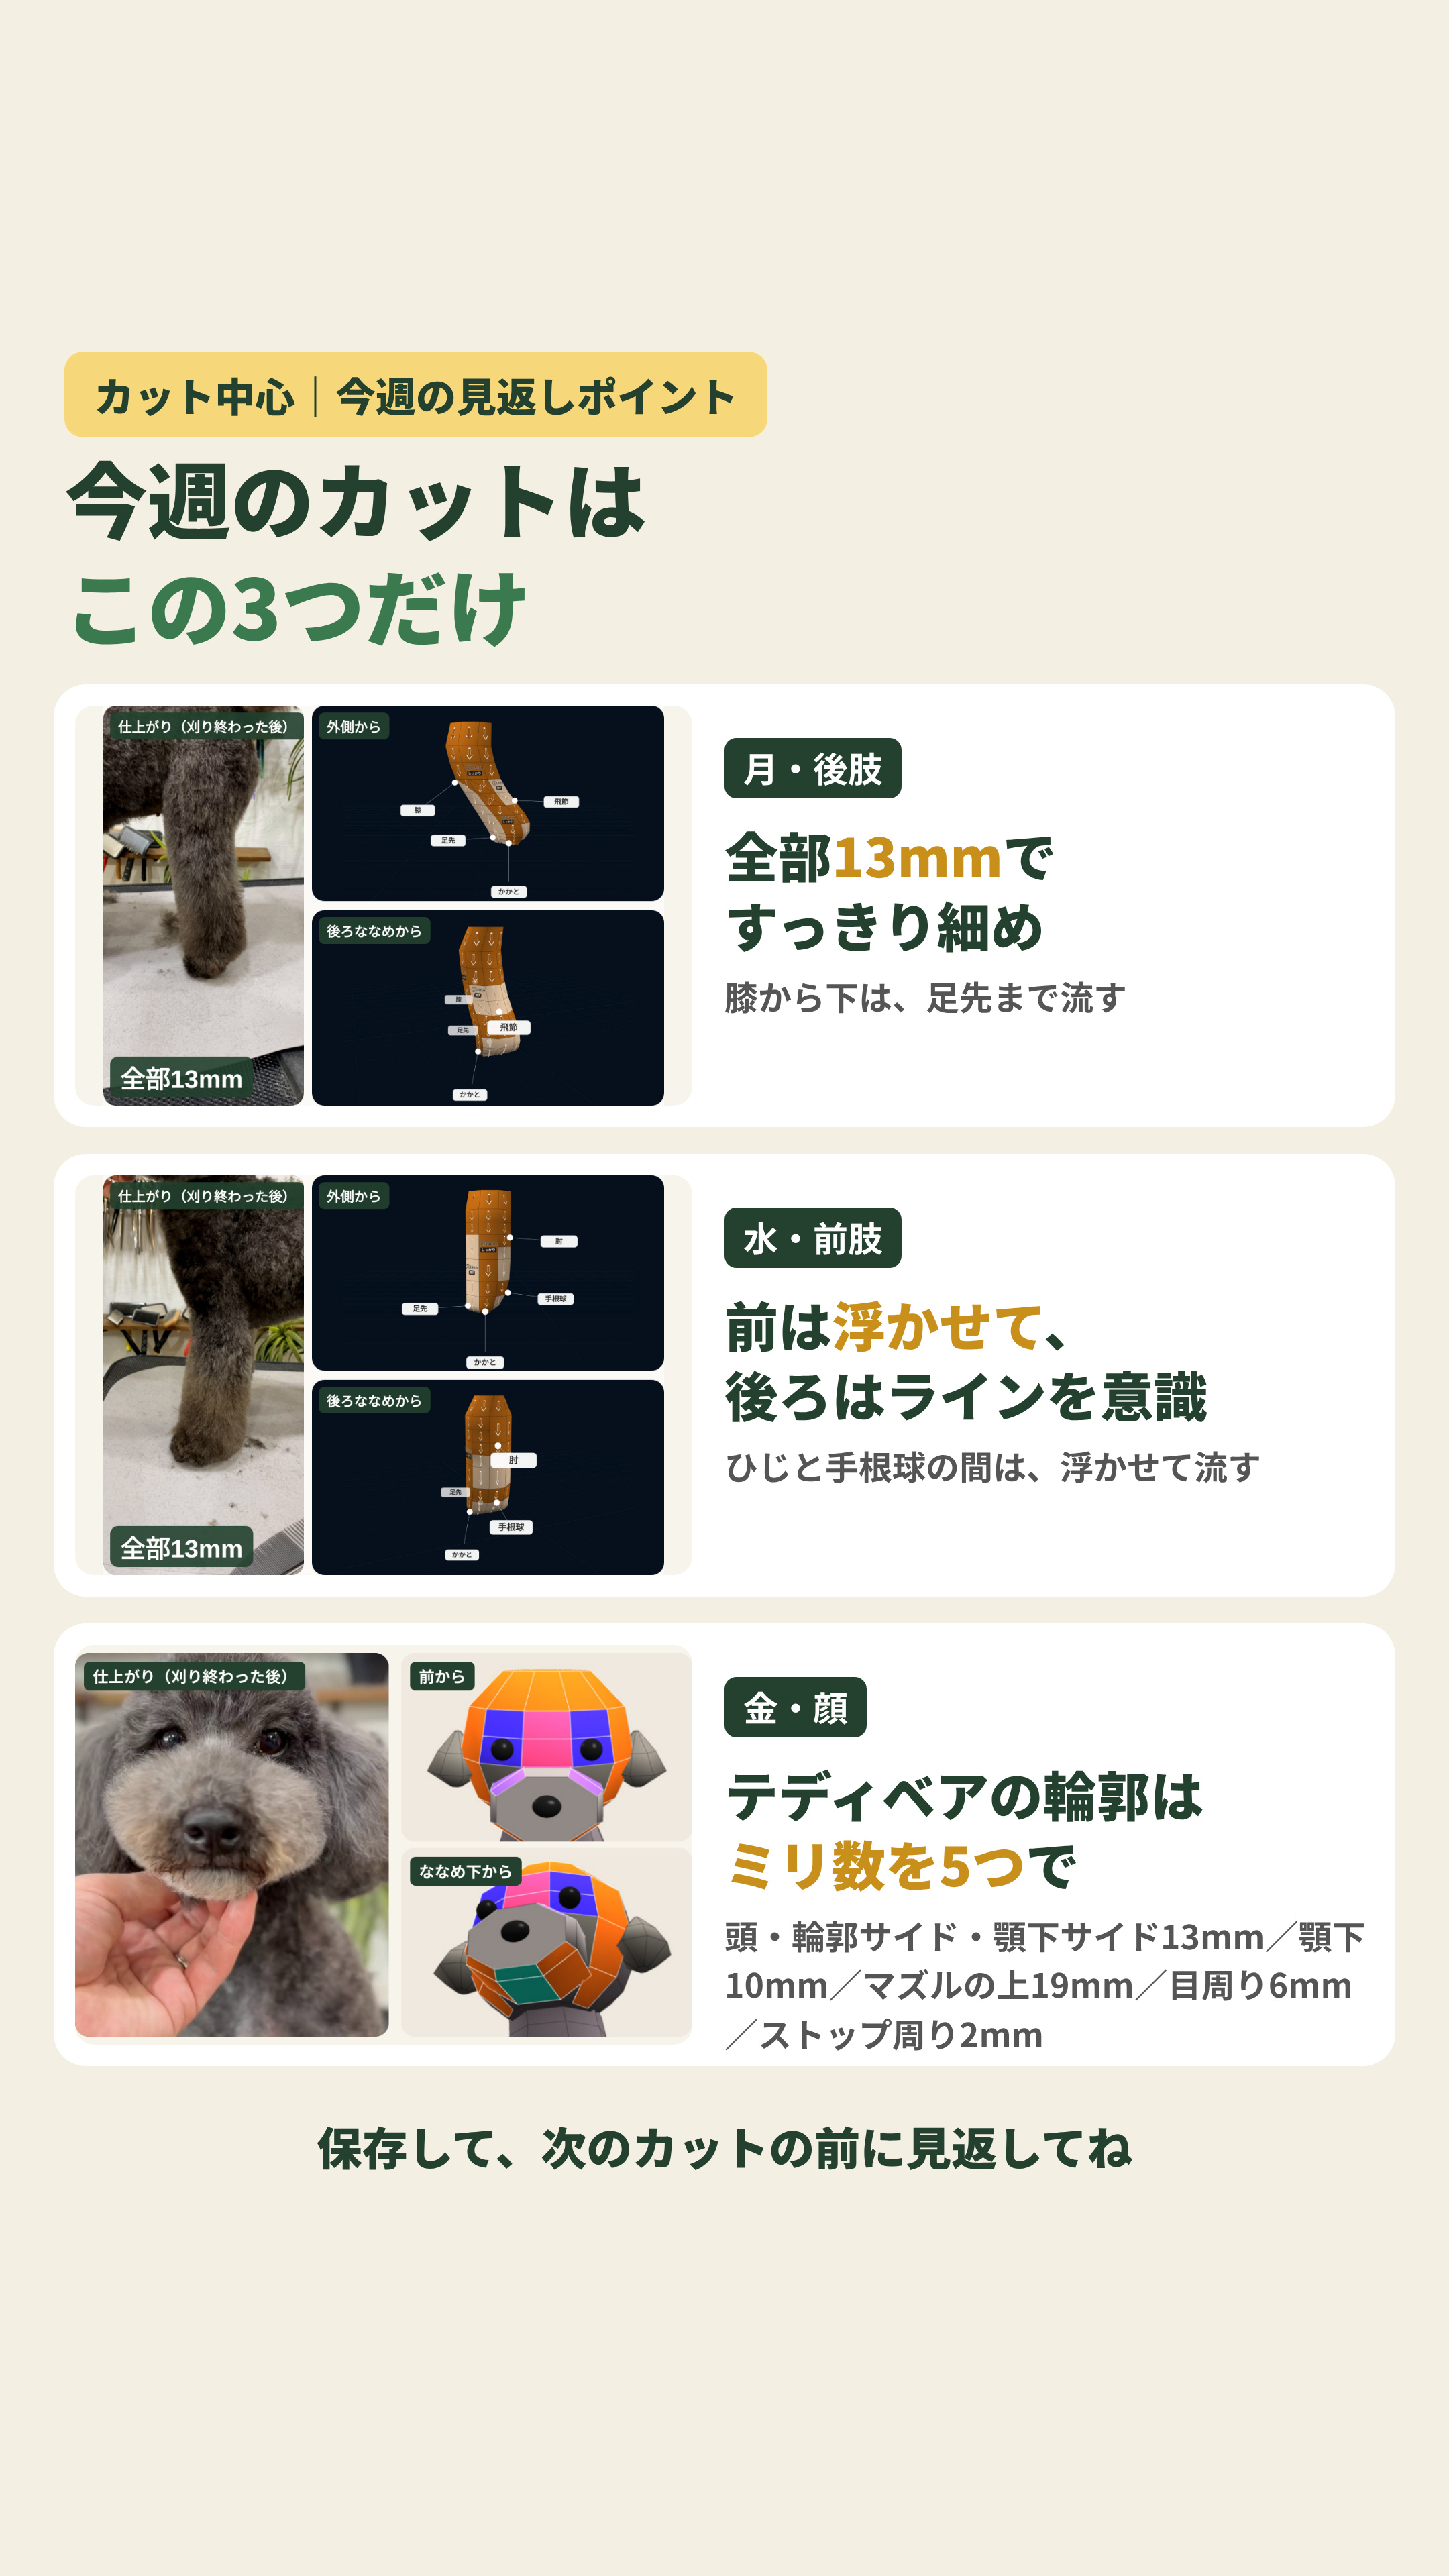 カット中心｜今週の見返しポイント
今週のカットは
この3つだけ
仕上がり（刈り終わった後）
全部13mm
外側から
膝
飛節
足先
かかと
後ろななめから
膝
足先
飛節
かかと
月・後肢
全部13mmで
すっきり細め
膝から下は、足先まで流す
仕上がり（刈り終わった後）
全部13mm
外側から
肘
しっかり
手根球
足先
かかと
後ろななめから
肘
足先
手根球
かかと
水・前肢
前は浮かせて、
後ろはラインを意識
ひじと手根球の間は、浮かせて流す
仕上がり（刈り終わった後）
前から
ななめ下から
金・顔
テディベアの輪郭は
ミリ数を5つで
頭・輪郭サイド・顎下サイド13mm／顎下
10mm／マズルの上19mm／目周り6mm
／ストップ周り2mm
保存して、次のカットの前に見返してね